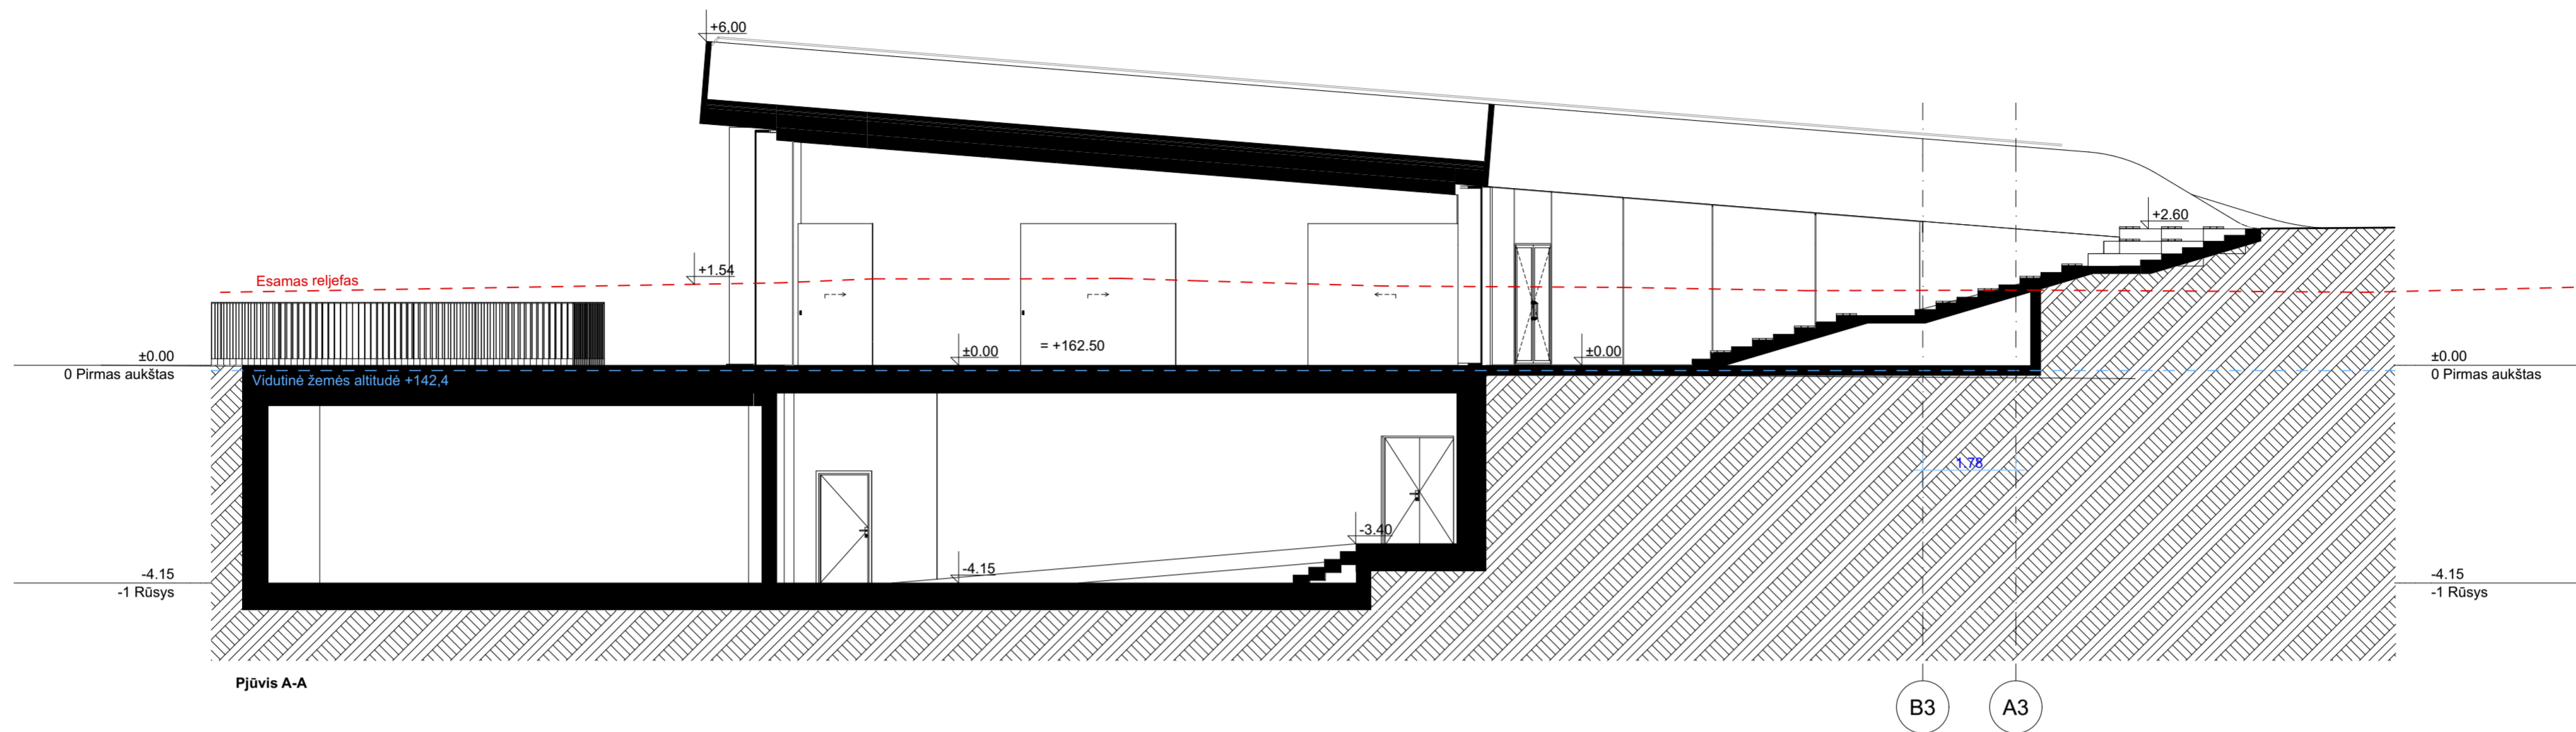 +6,00
+2.60
Esamas reljefas
+1.54
= +162.50
±0.00
0 Pirmas aukštas
±0.00
±0.00
±0.00
0 Pirmas aukštas
Vidutinė žemės altitudė +142,4
1.78
-3.40
-4.15
-4.15
-1 Rūsys
-4.15
-1 Rūsys
Pjūvis A-A
B3
A3